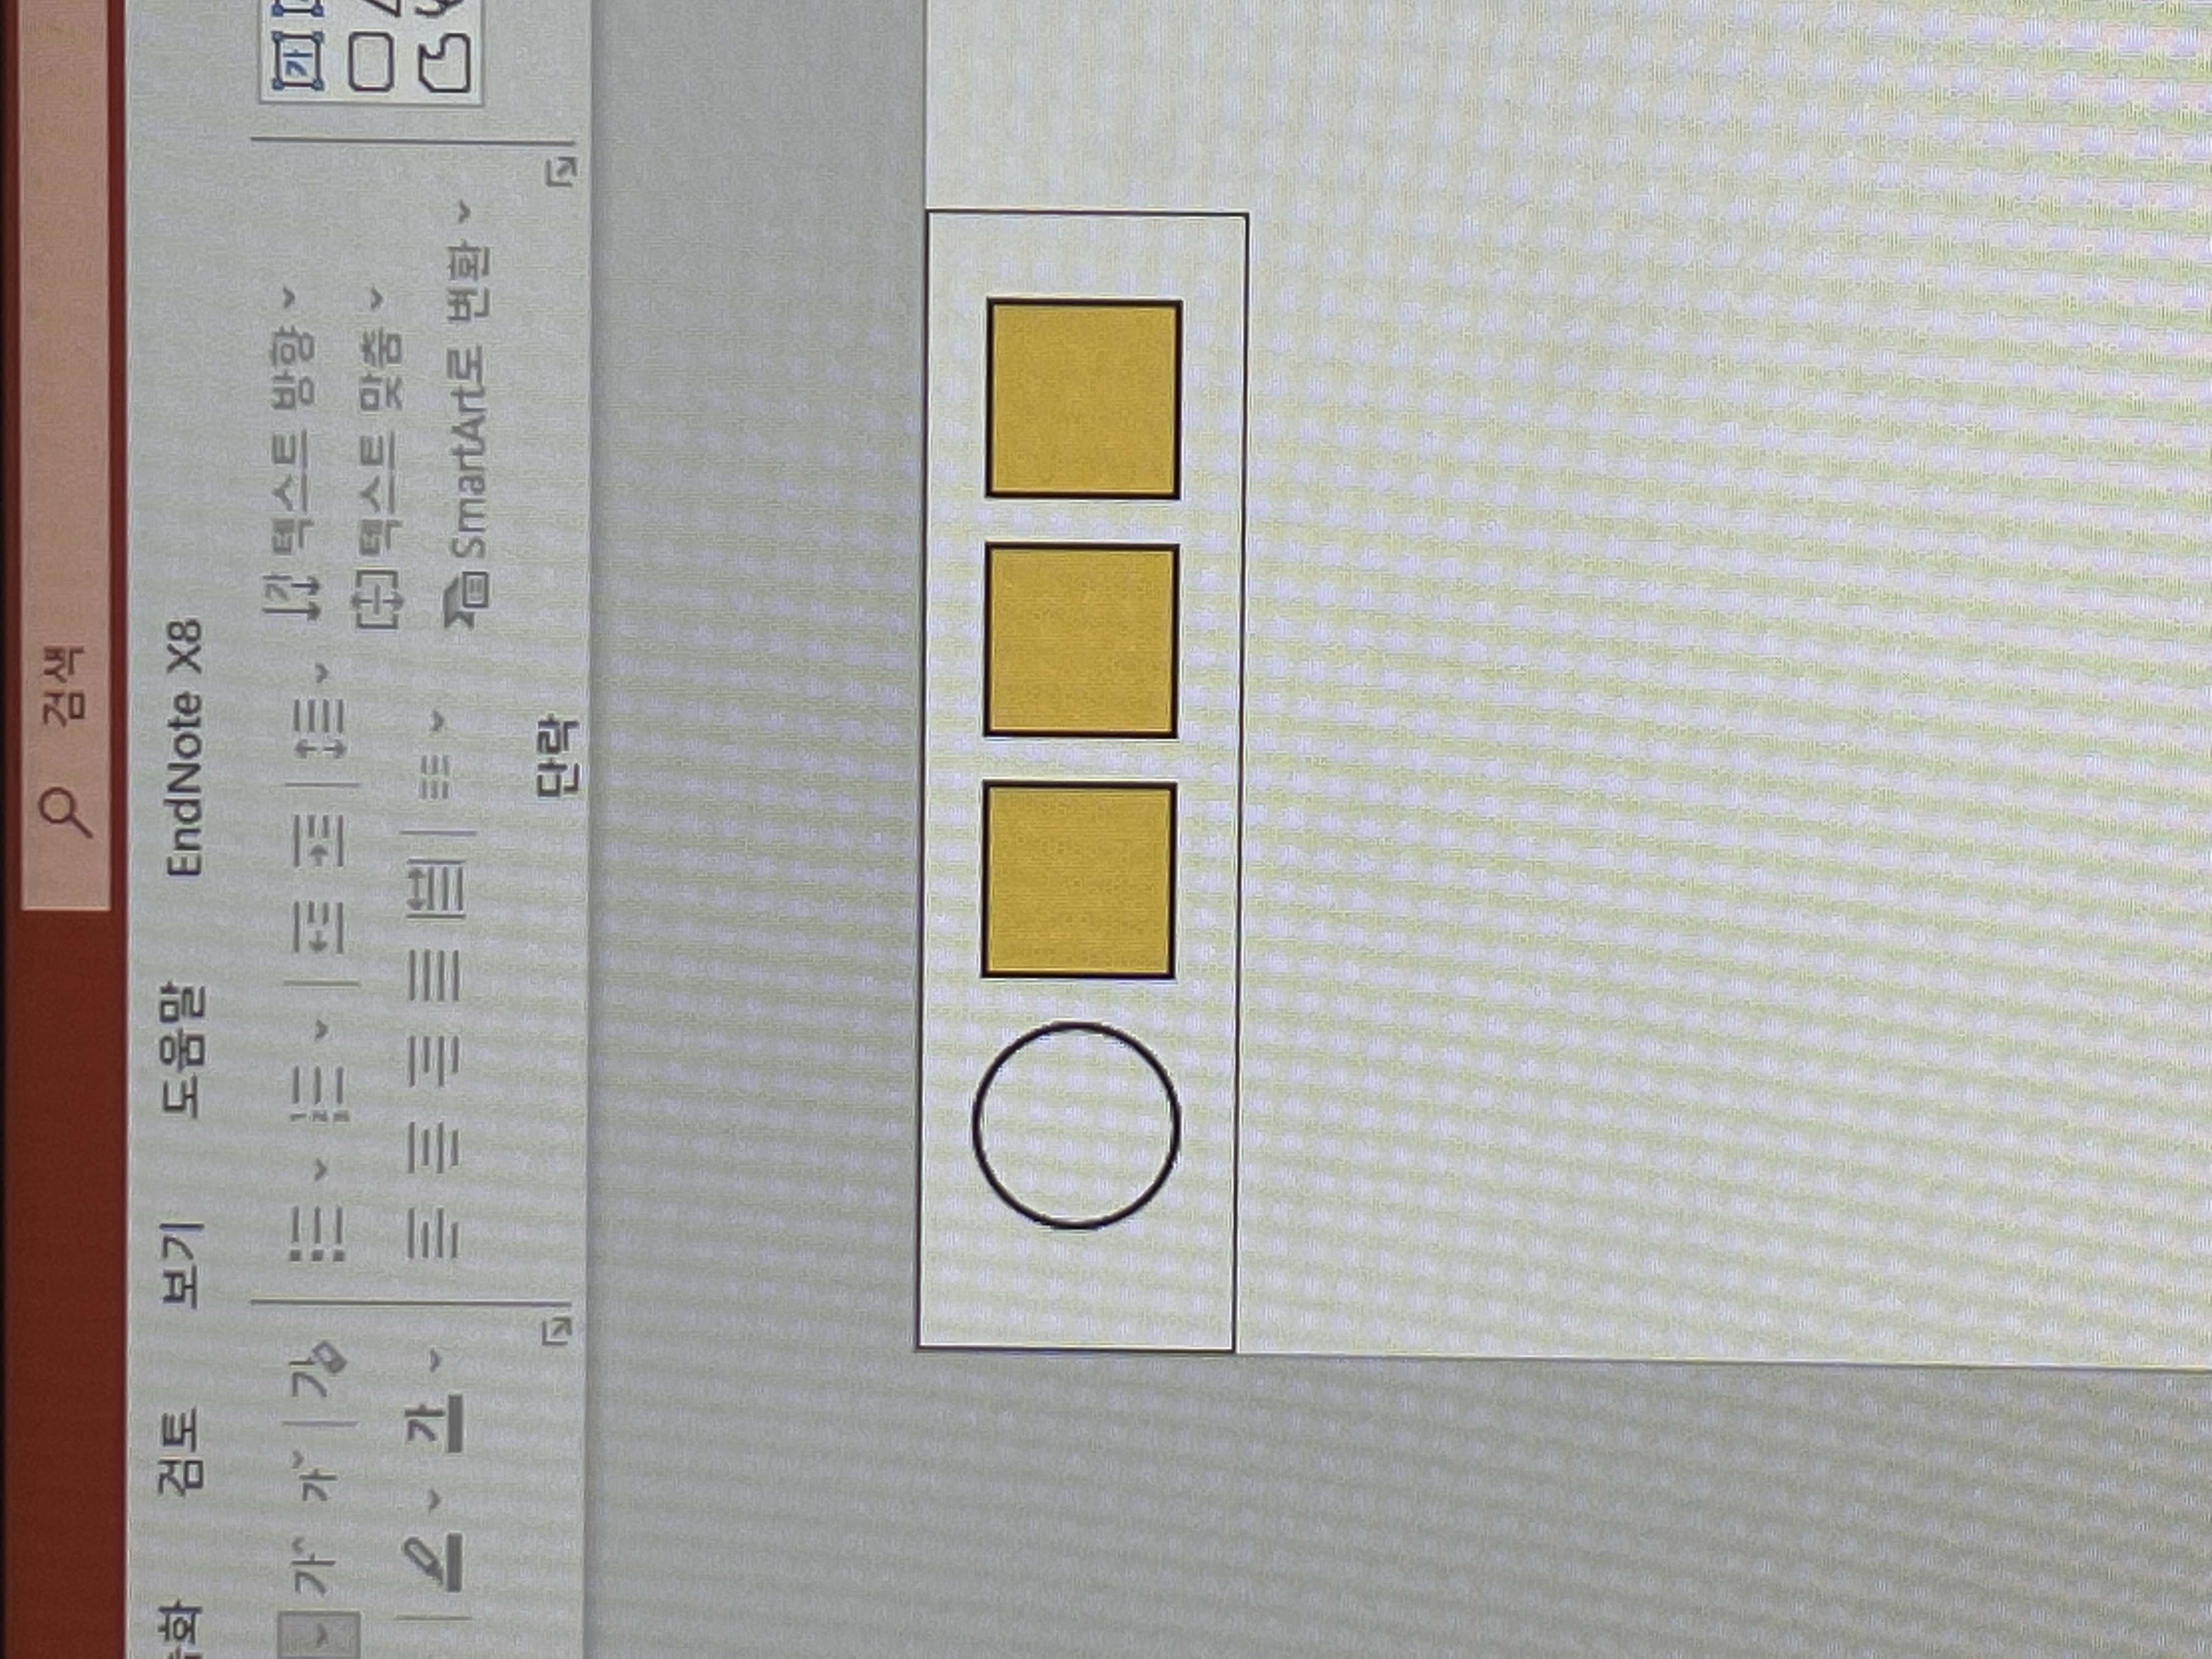 검색
검토 보기 도움말 EndNote X8
가 가 가 텍스트 방향
텍스트 맞춤
가
SmartArt로 변환
단락
가